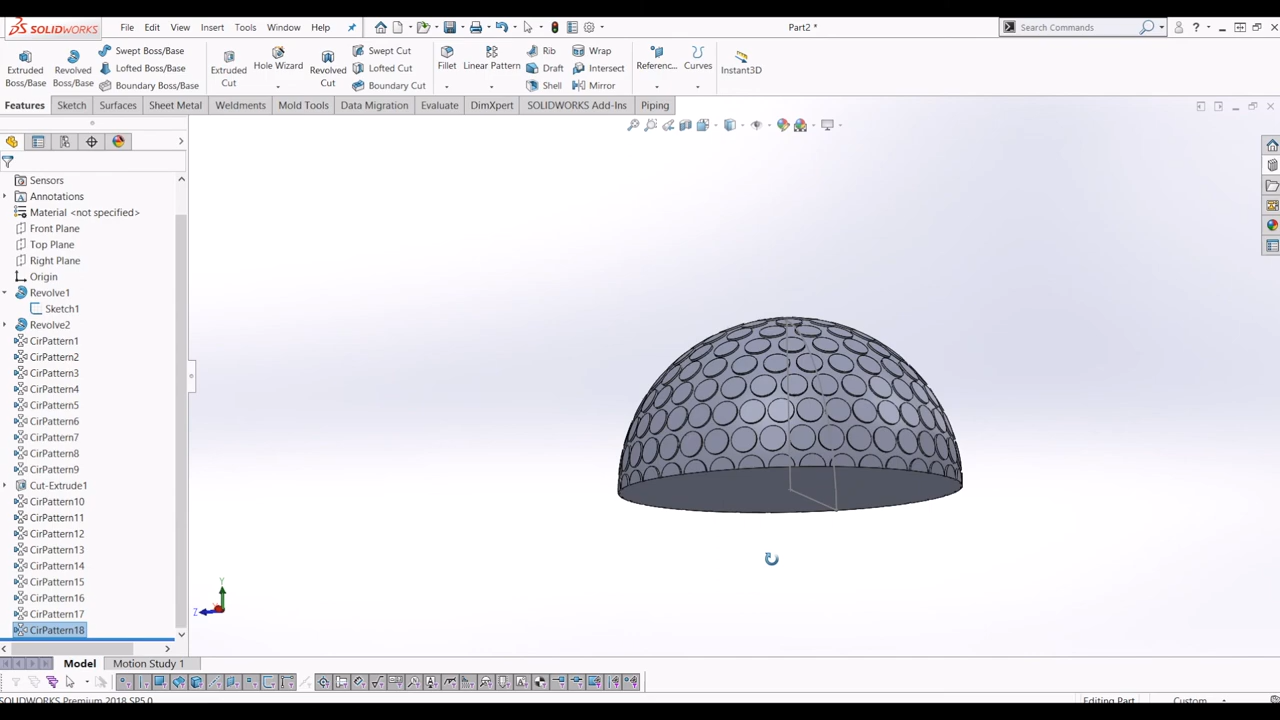 SOLIDWORKS File Edit View Insert Tools Window Help Part2 * Search Commands
Extruded Boss/Base Revolved Boss/Base Swept Boss/Base Lofted Boss/Base Boundary Boss/Base Extruded Cut Hole Wizard Revolved Cut Swept Cut Lofted Cut Boundary Cut Fillet Linear Pattern Rib Draft Shell Wrap Intersect Mirror Referenc... Curves Instant3D
Features Sketch Surfaces Sheet Metal Weldments Mold Tools Data Migration Evaluate DimXpert SOLIDWORKS Add-Ins Piping
Sensors
Annotations
Material <not specified>
Front Plane
Top Plane
Right Plane
Origin
Revolve1
Sketch1
Revolve2
CirPattern1
CirPattern2
CirPattern3
CirPattern4
CirPattern5
CirPattern6
CirPattern7
CirPattern8
CirPattern9
Cut-Extrude1
CirPattern10
CirPattern11
CirPattern12
CirPattern13
CirPattern14
CirPattern15
CirPattern16
CirPattern17
CirPattern18
Y
Z
Model Motion Study 1
SOLIDWORKS Premium 2018 SP5.0 Editing Part Custom